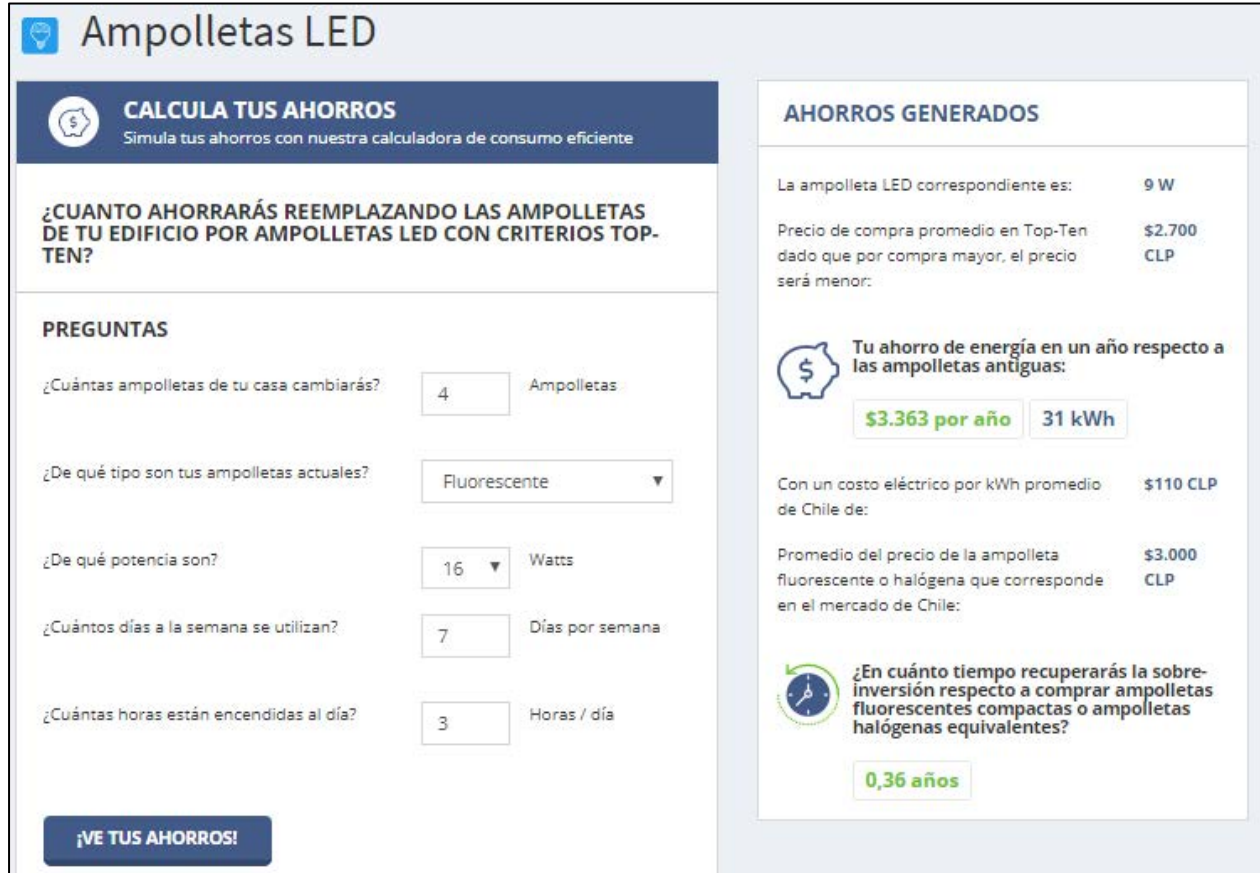 Ampolletas LED
CALCULA TUS AHORROS
Simula tus ahorros con nuestra calculadora de consumo eficiente
¿CUANTO AHORRARÁS REEMPLAZANDO LAS AMPOLLETAS
DE TU EDIFICIO POR AMPOLLETAS LED CON CRITERIOS TOP-
TEN?
PREGUNTAS
¿Cuántas ampolletas de tu casa cambiarás? 4 Ampolletas
¿De qué tipo son tus ampolletas actuales? Fluorescente
¿De qué potencia son? 16 Watts
¿Cuántos días a la semana se utilizan? 7 Días por semana
¿Cuántas horas están encendidas al día? 3 Horas / día
¡VE TUS AHORROS!
AHORROS GENERADOS
La ampolleta LED correspondiente es: 9 W
Precio de compra promedio en Top-Ten $2.700
dado que por compra mayor, el precio CLP
será menor:
Tu ahorro de energía en un año respecto a
las ampolletas antiguas:
$3.363 por año 31 kWh
Con un costo eléctrico por kWh promedio $110 CLP
de Chile de:
Promedio del precio de la ampolleta $3.000
fluorescente o halógena que corresponde CLP
en el mercado de Chile:
¿En cuánto tiempo recuperarás la sobre-
inversión respecto a comprar ampolletas
fluorescentes compactas o ampolletas
halógenas equivalentes?
0,36 años